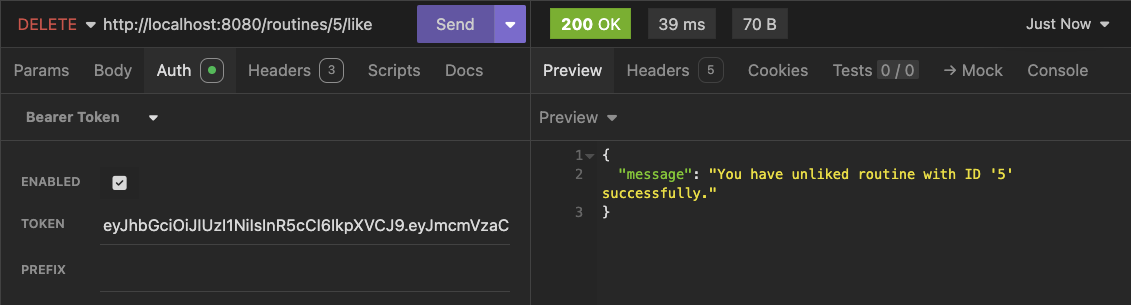 DELETE http://localhost:8080/routines/5/like Send 200 OK 39 ms 70 B Just Now
Params Body Auth Headers 3 Scripts Docs Preview Headers 5 Cookies Tests 0 / 0 → Mock Console
Bearer Token Preview
1 {
ENABLED 2 "message": "You have unliked routine with ID '5'
successfully."
3 }
TOKEN eyJhbGciOiJIUzI1NiIsInR5cCI6IkpXVCJ9.eyJmcmVzaC
PREFIX